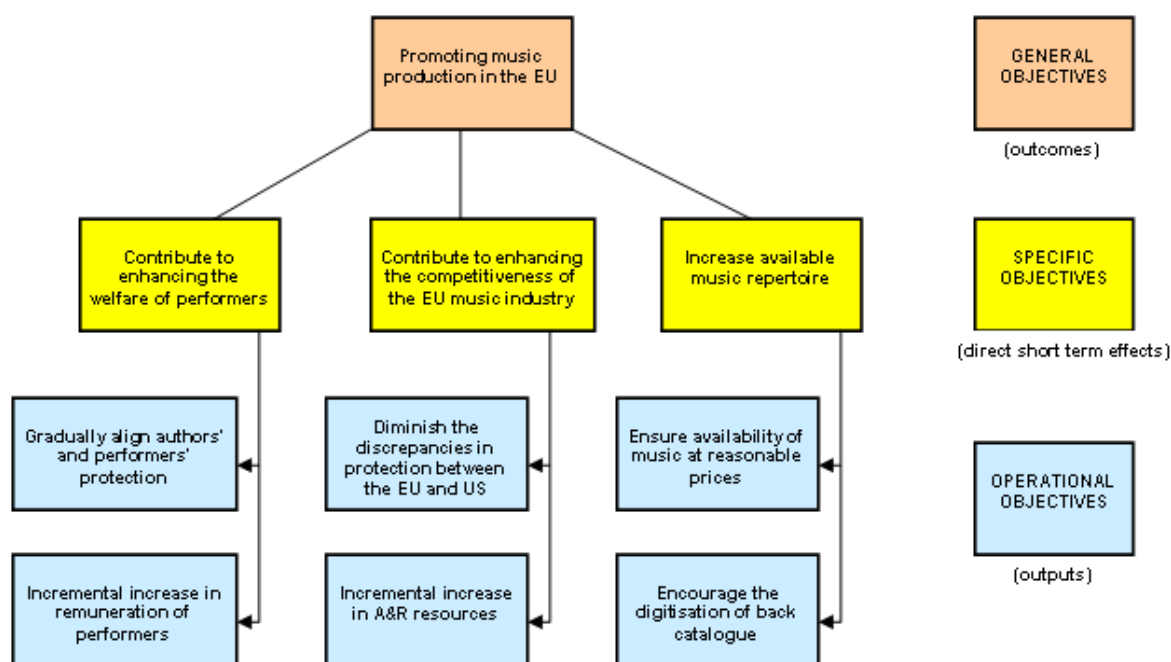 Promoting music
production in the EU
GENERAL
OBJECTIVES
(outcomes)
Contribute to
enhancing the
welfare of performers
Contribute to enhancing
the competitiveness of
the EU music industry
Increase available
music repertoire
SPECIFIC
OBJECTIVES
(direct short term effects)
Gradually align authors'
and performers'
protection
Diminish the
discrepancies in
protection between
the EU and US
Ensure availability of
music at reasonable
prices
OPERATIONAL
OBJECTIVES
(outputs)
Incremental increase in
remuneration of
performers
Incremental increase
in A&R resources
Encourage the
digitisation of back
catalogue